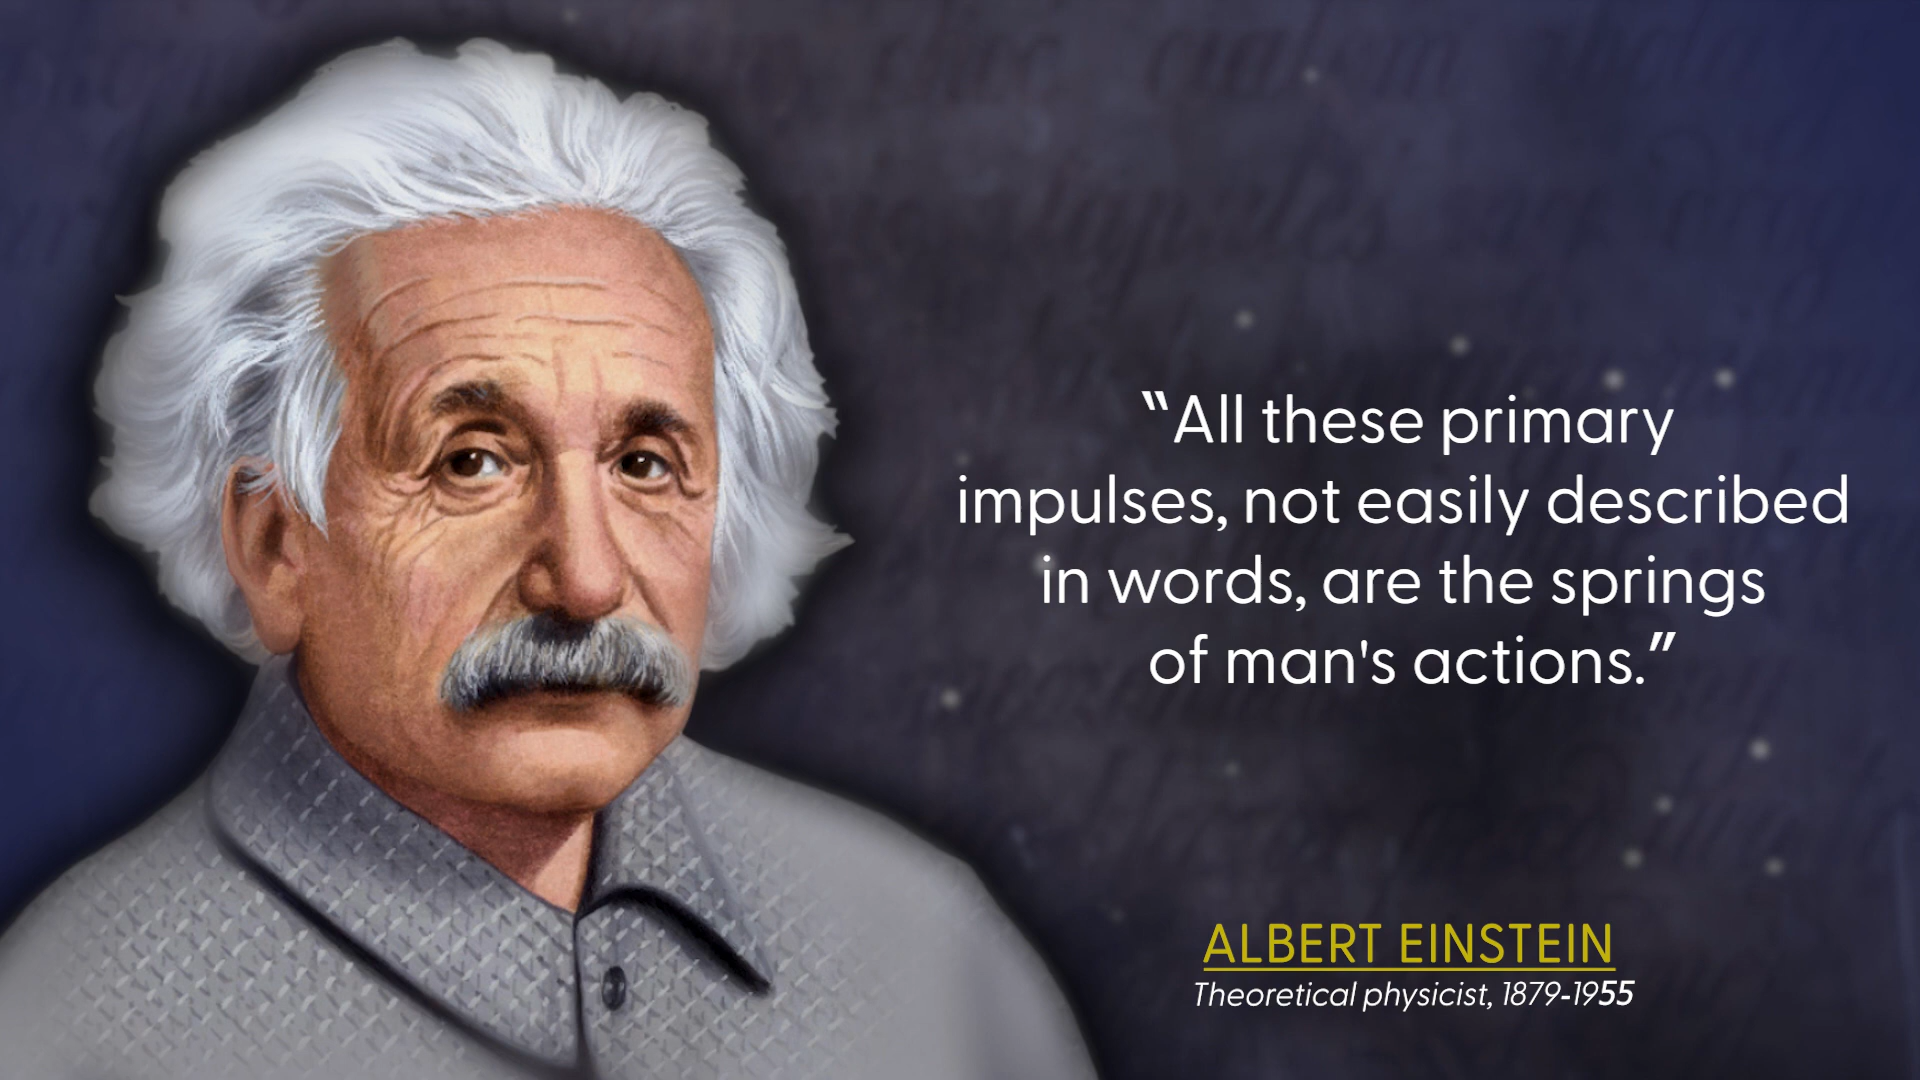 “All these primary
impulses, not easily described
in words, are the springs
of man's actions.”
ALBERT EINSTEIN
Theoretical physicist, 1879-1955